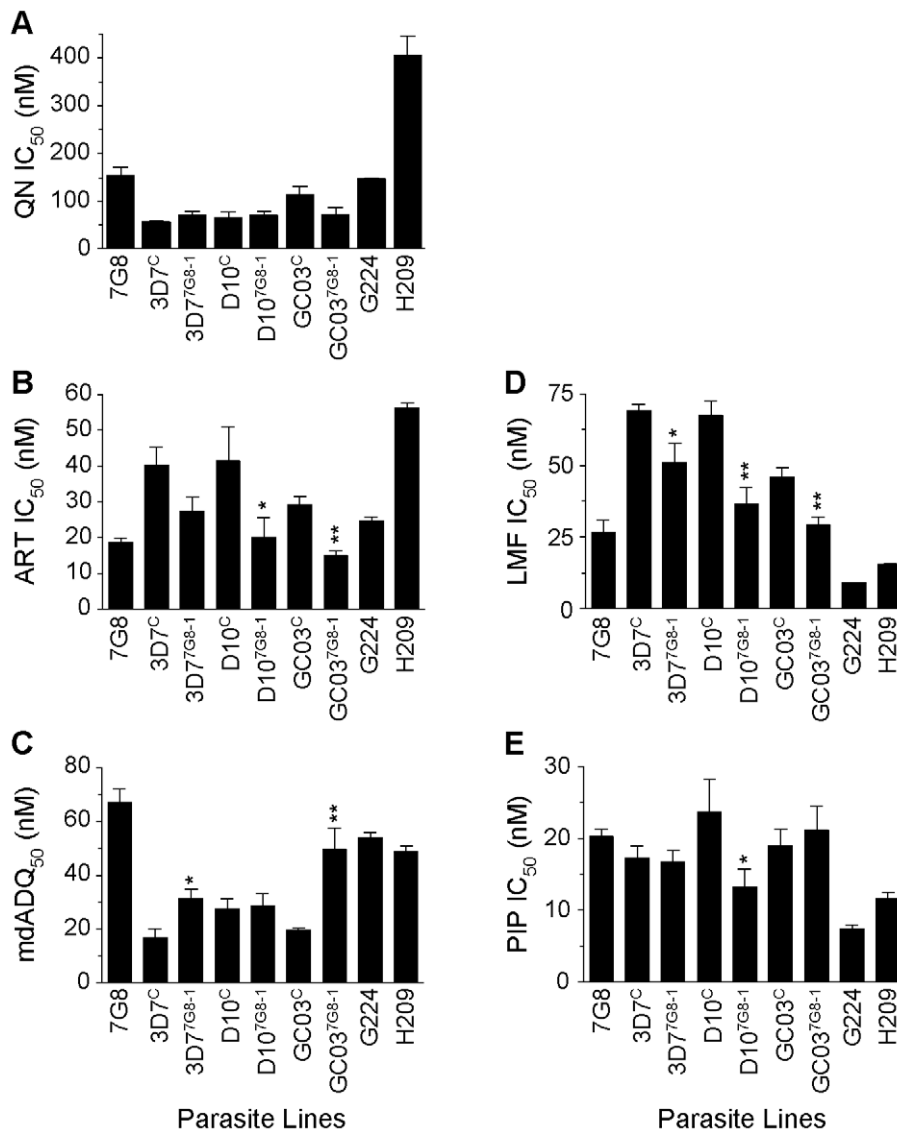 A
QN IC50 (nM)
400
300
200
100
0
7G8
3D7C
3D77G8-1
D10C
D107G8-1
GC03C
GC037G8-1
G224
H209
B
ART IC50 (nM)
60
50
40
30
20
10
0
*
**
7G8
3D7C
3D77G8-1
D10C
D107G8-1
GC03C
GC037G8-1
G224
H209
D
LMF IC50 (nM)
75
50
25
0
*
**
**
7G8
3D7C
3D77G8-1
D10C
D107G8-1
GC03C
GC037G8-1
G224
H209
C
mdADQ50 (nM)
80
60
40
20
0
*
**
7G8
3D7C
3D77G8-1
D10C
D107G8-1
GC03C
GC037G8-1
G224
H209
Parasite Lines
E
PIP IC50 (nM)
30
20
10
0
*
7G8
3D7C
3D77G8-1
D10C
D107G8-1
GC03C
GC037G8-1
G224
H209
Parasite Lines